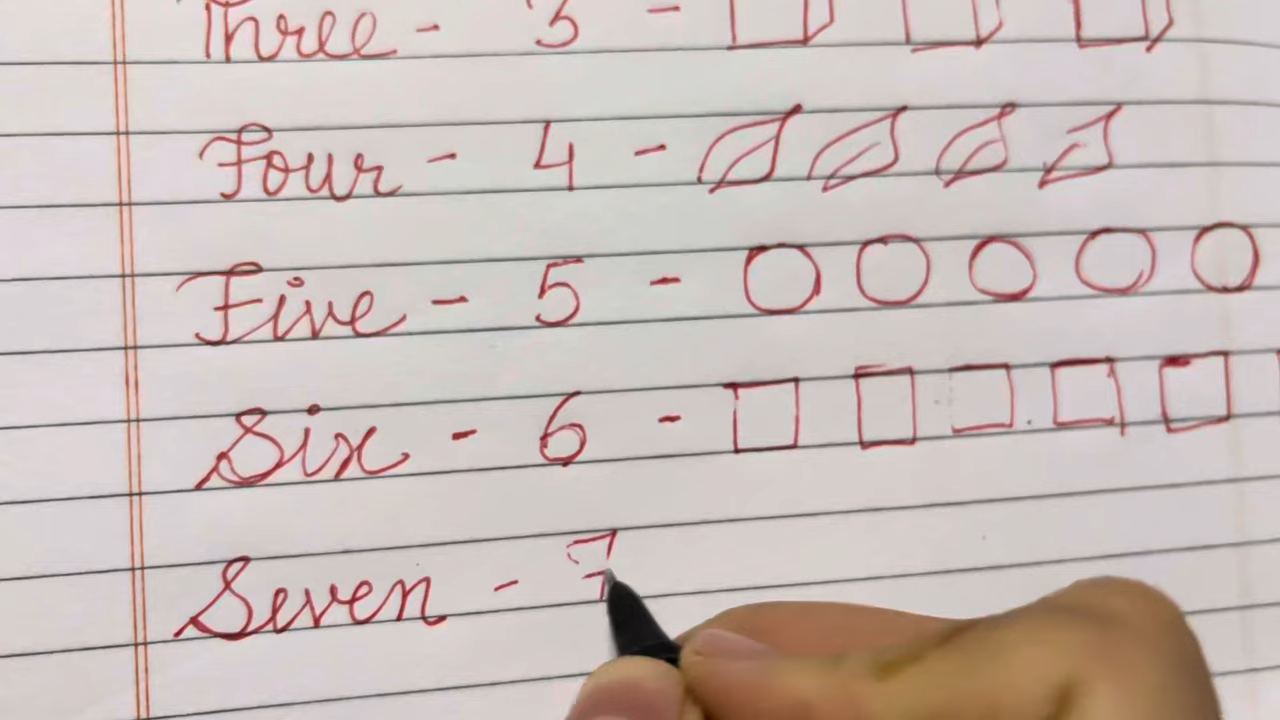 Three - 3 -
Four - 4 -
Five - 5 -
Six - 6 -
Seven - 7